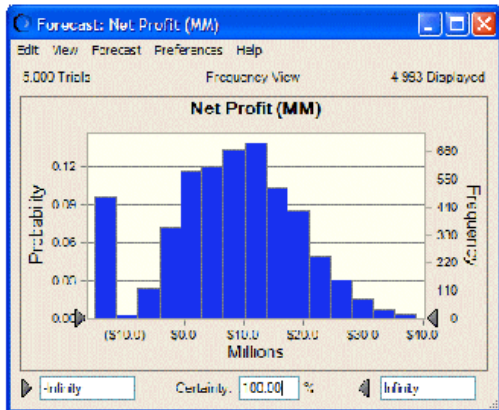 Forecast: Net Profit (MM)
Edit View Forecast Preferences Help
5,000 Trials Frequency View 4,993 Displayed
Net Profit (MM)
0.12
0.09
0.06
0.03
0.00
Probability
660
550
440
330
220
110
0
Frequency
($10.0) $0.0 $10.0 $20.0 $30.0 $40.0
Millions
-Infinity Certainty: 100.00 % Infinity